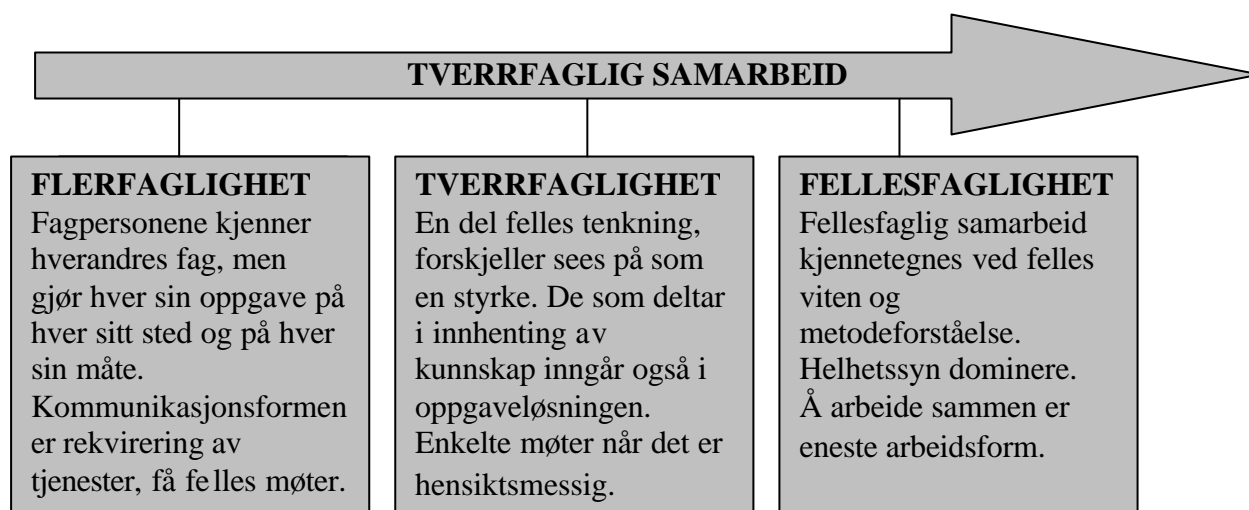 TVERRFAGLIG SAMARBEID
FLERFAGLIGHET
Fagpersonene kjenner
hverandres fag, men
gjør hver sin oppgave på
hver sitt sted og på hver
sin måte.
Kommunikasjonsformen
er rekvirering av
tjenester, få felles møter.
TVERRFAGLIGHET
En del felles tenkning,
forskjeller sees på som
en styrke. De som deltar
i innhenting av
kunnskap inngår også i
oppgaveløsningen.
Enkelte møter når det er
hensiktsmessig.
FELLESFAGLIGHET
Fellesfaglig samarbeid
kjennetegnes ved felles
viten og
metodeforståelse.
Helhetssyn dominere.
Å arbeide sammen er
eneste arbeidsform.